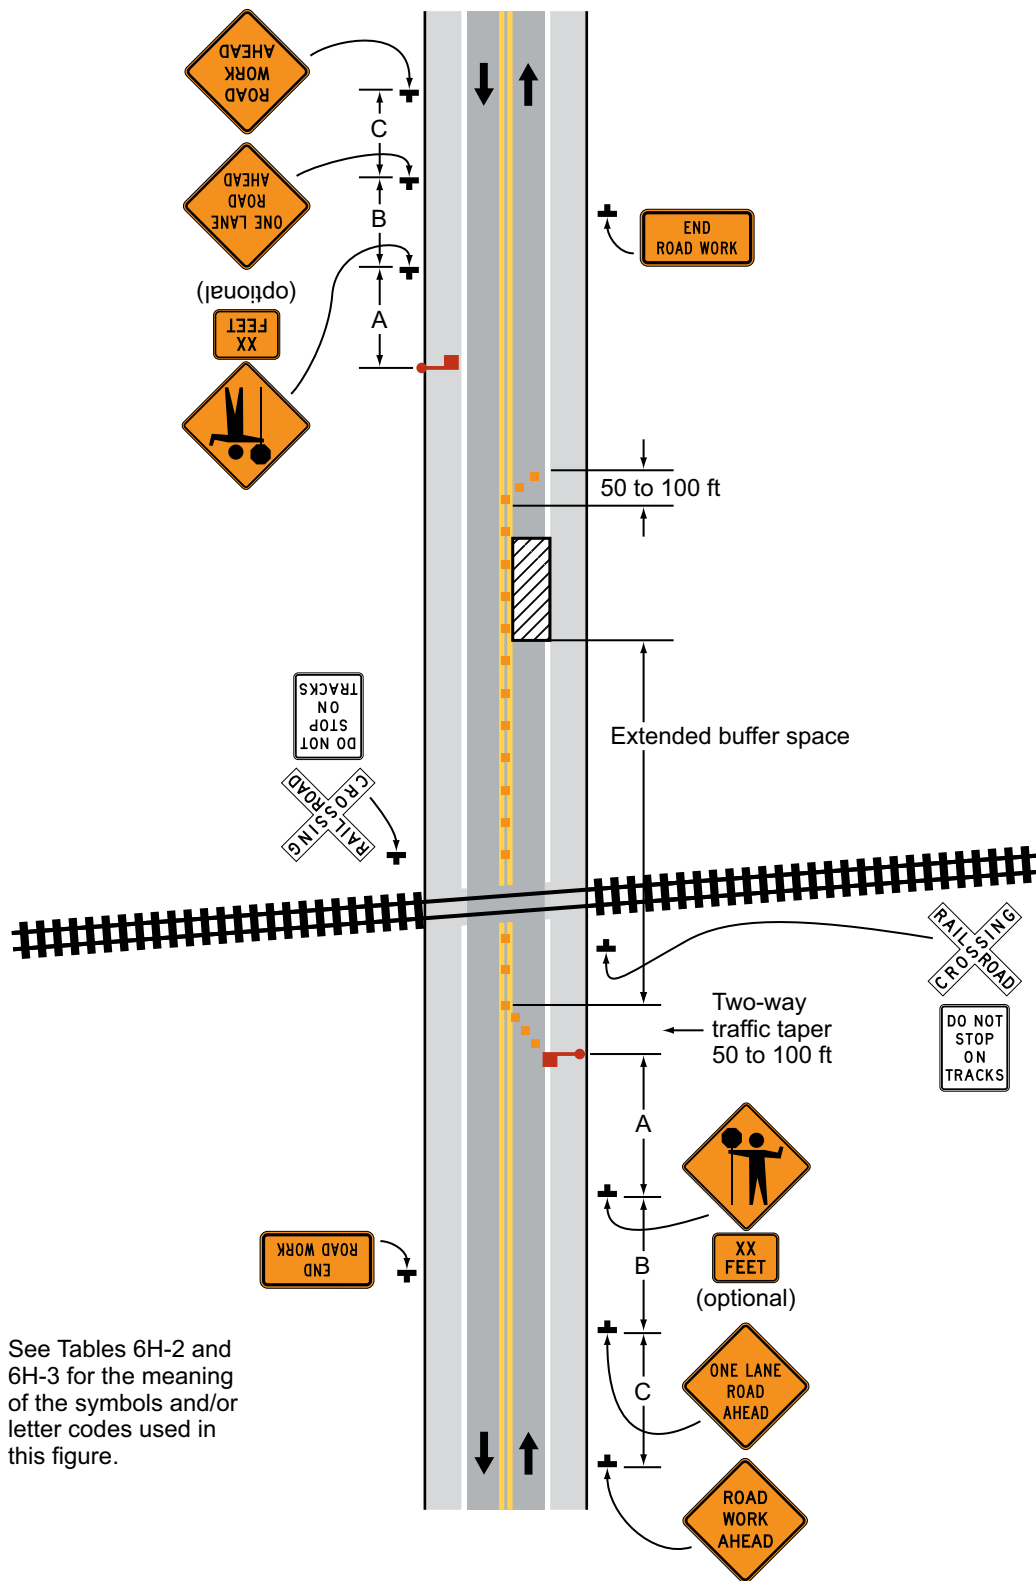 ROAD
WORK
AHEAD
C
ONE LANE
ROAD
AHEAD
B
(optional)
XX
FEET
A
END
ROAD WORK
50 to 100 ft
DO NOT
STOP
ON
TRACKS
Extended buffer space
RAILROAD
CROSSING
RAILROAD
CROSSING
Two-way
traffic taper
50 to 100 ft
DO NOT
STOP
ON
TRACKS
A
XX
FEET
(optional)
B
END
ROAD WORK
ONE LANE
ROAD
AHEAD
C
ROAD
WORK
AHEAD
See Tables 6H-2 and
6H-3 for the meaning
of the symbols and/or
letter codes used in
this figure.